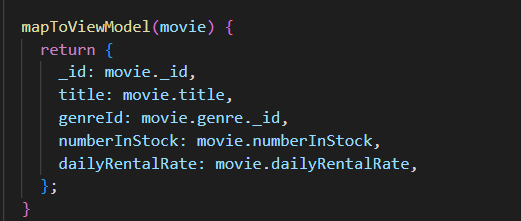 mapToViewModel(movie) {
return {
_id: movie._id,
title: movie.title,
genreId: movie.genre._id,
numberInStock: movie.numberInStock,
dailyRentalRate: movie.dailyRentalRate,
};
}